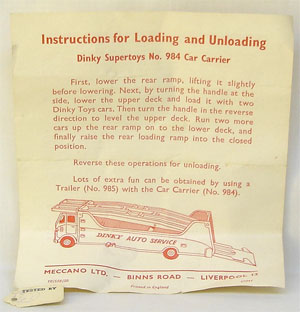 Instructions for Loading and Unloading
Dinky Supertoys No. 984 Car Carrier
First, lower the rear ramp, lifting it slightly
before lowering. Next, by turning the handle at the
side, lower the upper deck and load it with two
Dinky Toys cars. Then turn the handle in the reverse
direction to level the upper deck. Run two more
cars up the rear ramp on to the lower deck, and
finally raise the rear loading ramp into the closed
position.
Reverse these operations for unloading.
Lots of extra fun can be obtained by using a
Trailer (No. 985) with the Car Carrier (No. 984).
DINKY AUTO SERVICE
MECCANO LTD. – BINNS ROAD – LIVERPOOL 13
Printed in England
TESTED BY